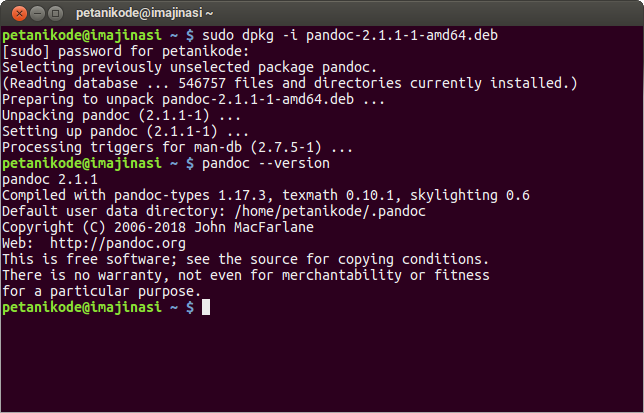 petanikode@imajinasi ~
petanikode@imajinasi ~ $ sudo dpkg -i pandoc-2.1.1-1-amd64.deb
[sudo] password for petanikode:
Selecting previously unselected package pandoc.
(Reading database ... 546757 files and directories currently installed.)
Preparing to unpack pandoc-2.1.1-1-amd64.deb ...
Unpacking pandoc (2.1.1-1) ...
Setting up pandoc (2.1.1-1) ...
Processing triggers for man-db (2.7.5-1) ...
petanikode@imajinasi ~ $ pandoc --version
pandoc 2.1.1
Compiled with pandoc-types 1.17.3, texmath 0.10.1, skylighting 0.6
Default user data directory: /home/petanikode/.pandoc
Copyright (C) 2006-2018 John MacFarlane
Web:  http://pandoc.org
This is free software; see the source for copying conditions.
There is no warranty, not even for merchantability or fitness
for a particular purpose.
petanikode@imajinasi ~ $